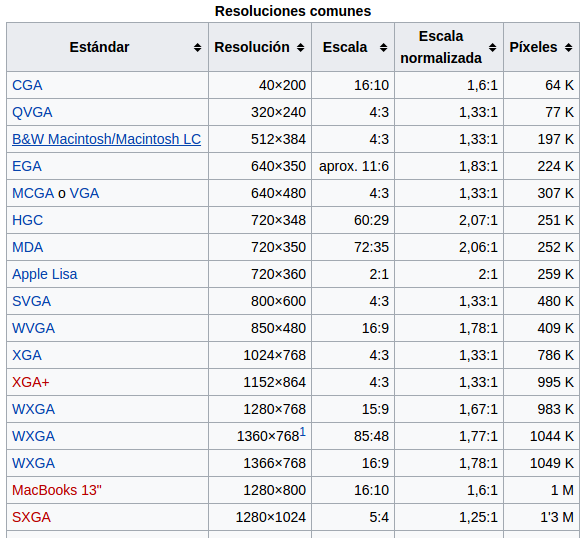 Resoluciones comunes
Estándar Resolución Escala Escala normalizada Píxeles
CGA 40×200 16:10 1,6:1 64 K
QVGA 320×240 4:3 1,33:1 77 K
B&W Macintosh/Macintosh LC 512×384 4:3 1,33:1 197 K
EGA 640×350 aprox. 11:6 1,83:1 224 K
MCGA o VGA 640×480 4:3 1,33:1 307 K
HGC 720×348 60:29 2,07:1 251 K
MDA 720×350 72:35 2,06:1 252 K
Apple Lisa 720×360 2:1 2:1 259 K
SVGA 800×600 4:3 1,33:1 480 K
WVGA 850×480 16:9 1,78:1 409 K
XGA 1024×768 4:3 1,33:1 786 K
XGA+ 1152×864 4:3 1,33:1 995 K
WXGA 1280×768 15:9 1,67:1 983 K
WXGA 1360×768¹ 85:48 1,77:1 1044 K
WXGA 1366×768 16:9 1,78:1 1049 K
MacBooks 13" 1280×800 16:10 1,6:1 1 M
SXGA 1280×1024 5:4 1,25:1 1'3 M